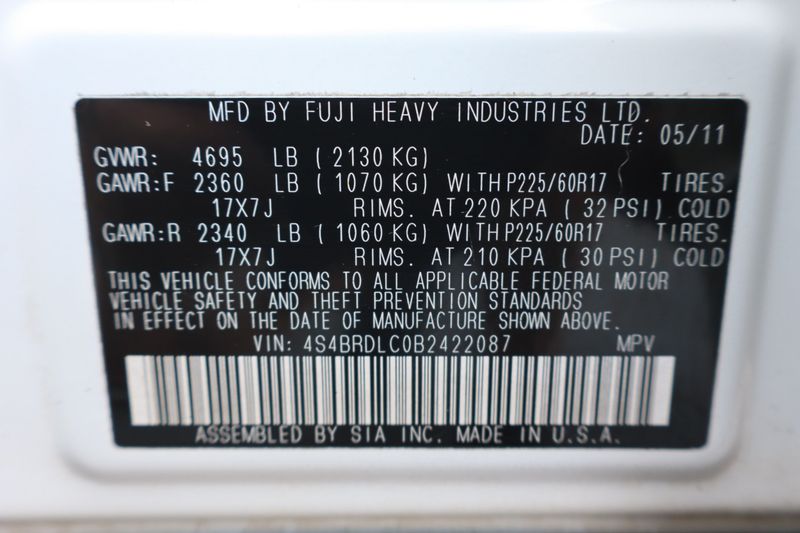 MFD BY FUJI HEAVY INDUSTRIES LTD.
DATE: 05/11
GVWR: 4695 LB ( 2130 KG)
GAWR:F 2360 LB ( 1070 KG) WITH P225/60R17 TIRES.
17X7J RIMS. AT 220 KPA ( 32 PSI) COLD
GAWR:R 2340 LB ( 1060 KG) WITH P225/60R17 TIRES.
17X7J RIMS. AT 210 KPA ( 30 PSI) COLD
THIS VEHICLE CONFORMS TO ALL APPLICABLE FEDERAL MOTOR
VEHICLE SAFETY AND THEFT PREVENTION STANDARDS
IN EFFECT ON THE DATE OF MANUFACTURE SHOWN ABOVE.
VIN: 4S4BRDLC0B2422087 MPV
ASSEMBLED BY SIA INC. MADE IN U.S.A.